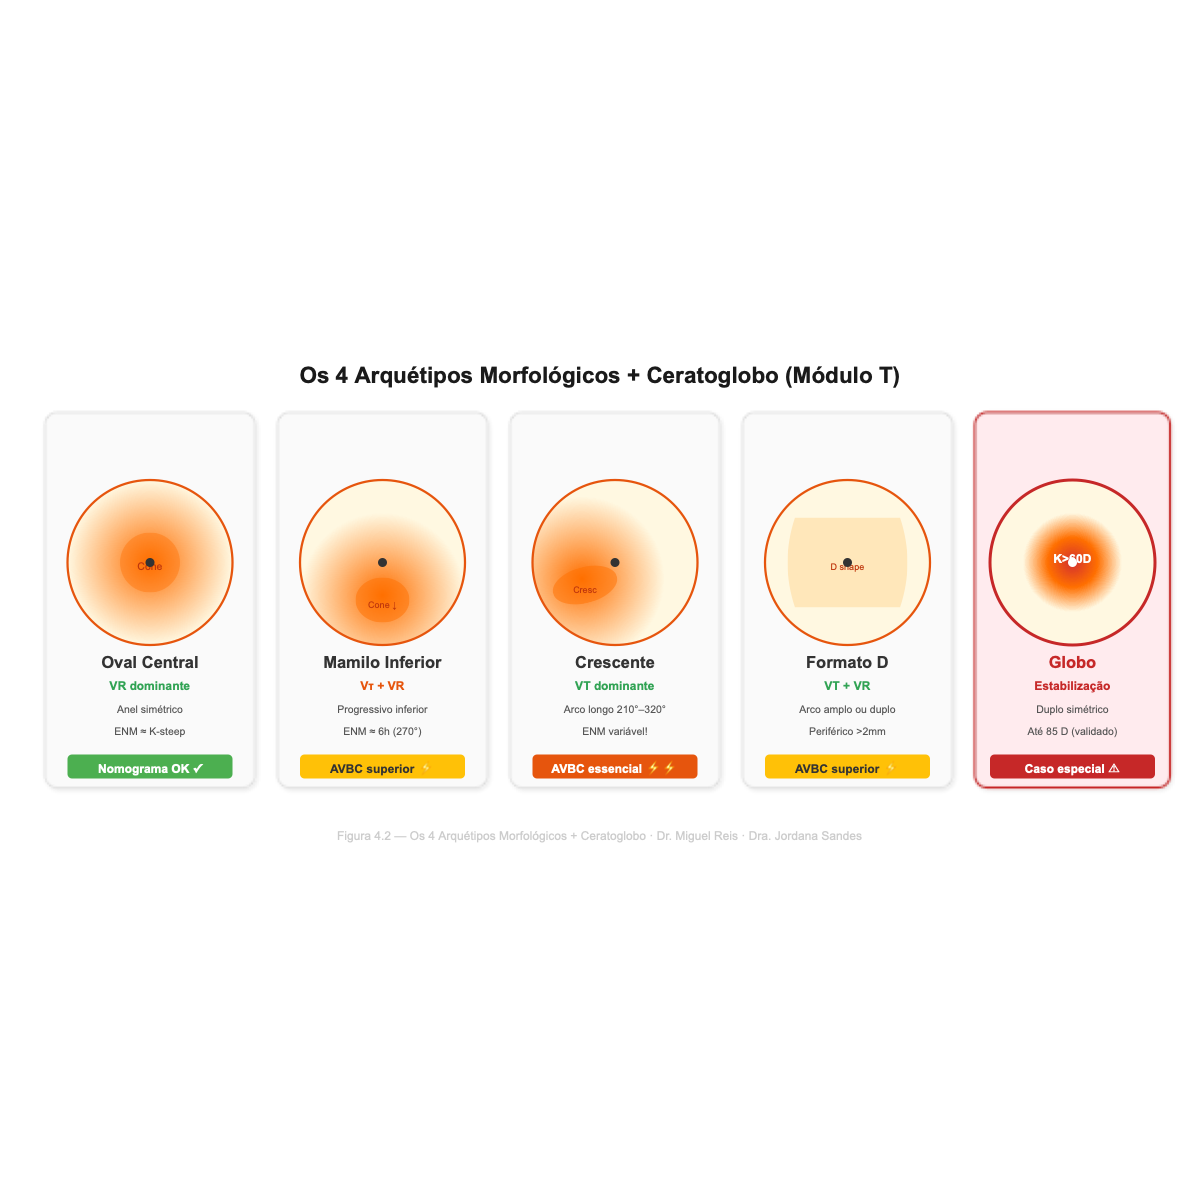 Os 4 Arquétipos Morfológicos + Ceratoglobo (Módulo T)
Cone
Oval Central
VR dominante
Anel simétrico
ENM ≈ K-steep
Nomograma OK ✓
Cone ↓
Mamilo Inferior
Vт + VR
Progressivo inferior
ENM ≈ 6h (270°)
AVBC superior ⚡
Cresc
Crescente
VT dominante
Arco longo 210°–320°
ENM variável!
AVBC essencial ⚡⚡
D shape
Formato D
VT + VR
Arco amplo ou duplo
Periférico >2mm
AVBC superior ⚡
K>60D
Globo
Estabilização
Duplo simétrico
Até 85 D (validado)
Caso especial ⚠
Figura 4.2 — Os 4 Arquétipos Morfológicos + Ceratoglobo · Dr. Miguel Reis · Dra. Jordana Sandes